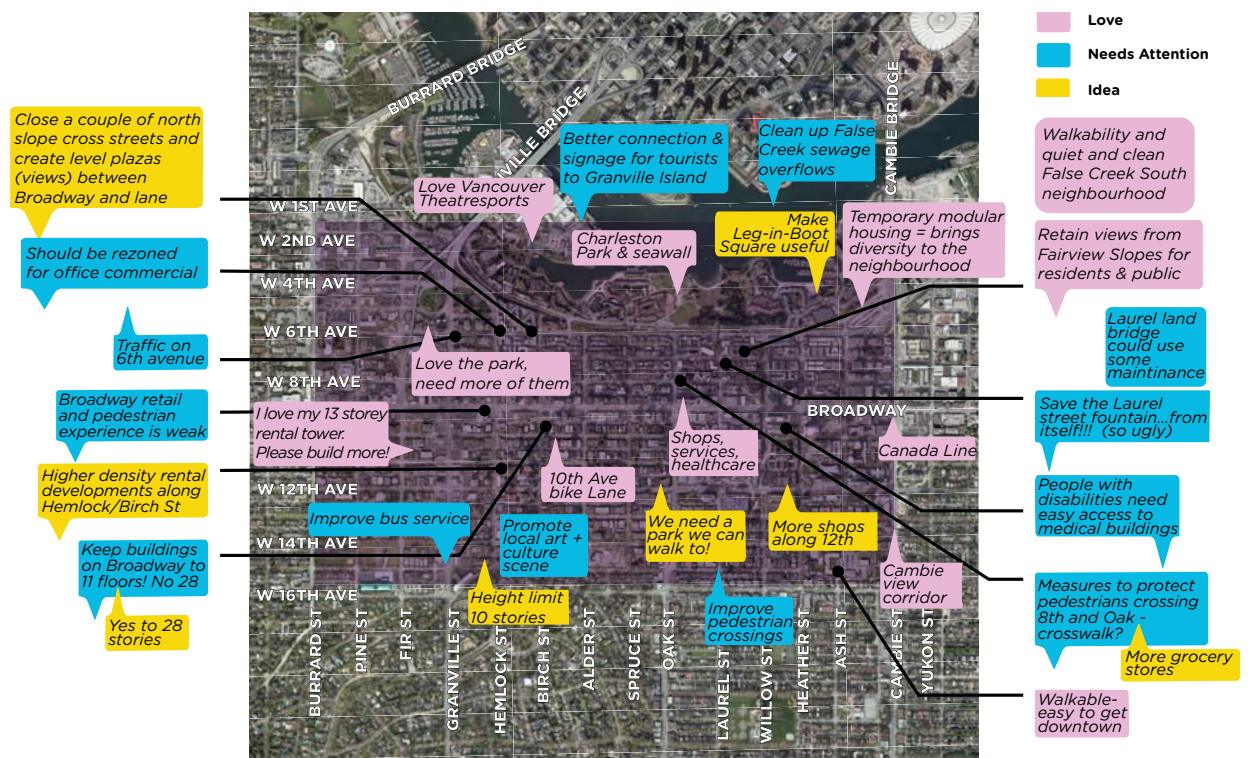 Love
Needs Attention
Idea
BURRARD BRIDGE
VILLE BRIDGE
CAMBIE BRIDGE
Close a couple of north
slope cross streets and
create level plazas
(views) between
Broadway and lane
Should be rezoned
for office commercial
Traffic on
6th avenue
Broadway retail
and pedestrian
experience is weak
Higher density rental
developments along
Hemlock/Birch St
Keep buildings
on Broadway to
11 floors! No 28
Yes to 28
stories
Love Vancouver
Theatresports
Better connection &
signage for tourists
to Granville Island
Clean up False
Creek sewage
overflows
Charleston
Park & seawall
Make
Leg-in-Boot
Square useful
Temporary modular
housing = brings
diversity to the
neighbourhood
W 1ST AVE
W 2ND AVE
W 4TH AVE
W 6TH AVE
W 8TH AVE
BROADWAY
W 12TH AVE
W 14TH AVE
W 16TH AVE
Love the park,
need more of them
I love my 13 storey
rental tower.
Please build more!
Shops,
services,
healthcare
Canada Line
10th Ave
bike Lane
Improve bus service
Promote
local art +
culture
scene
We need a
park we can
walk to!
More shops
along 12th
Height limit
10 stories
Improve
pedestrian
crossings
Cambie
view
corridor
BURRARD ST
PINE ST
FIR ST
GRANVILLE ST
HEMLOCK ST
BIRCH ST
ALDER ST
SPRUCE ST
OAK ST
LAUREL ST
WILLOW ST
HEATHER ST
ASH ST
CAMBIE ST
YUKON ST
Walkability and
quiet and clean
False Creek South
neighbourhood
Retain views from
Fairview Slopes for
residents & public
Laurel land
bridge
could use
some
maintinance
Save the Laurel
street fountain...from
itself!!! (so ugly)
People with
disabilities need
easy access to
medical buildings
Measures to protect
pedestrians crossing
8th and Oak -
crosswalk?
More grocery
stores
Walkable-
easy to get
downtown